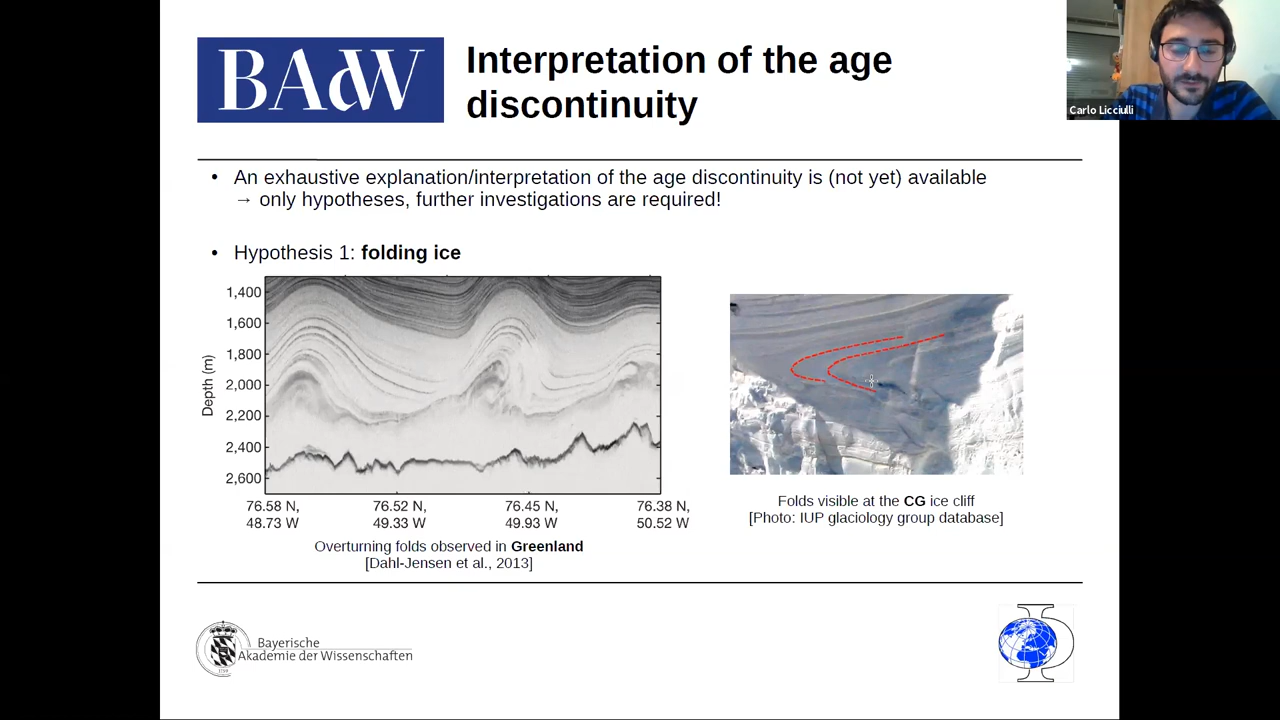 BAdW
Interpretation of the age
discontinuity
Carlo Licciulli
• An exhaustive explanation/interpretation of the age discontinuity is (not yet) available
→ only hypotheses, further investigations are required!
• Hypothesis 1: folding ice
Depth (m)
1,400
1,600
1,800
2,000
2,200
2,400
2,600
76.58 N, 76.52 N, 76.45 N, 76.38 N,
48.73 W 49.33 W 49.93 W 50.52 W
Overturning folds observed in Greenland
[Dahl-Jensen et al., 2013]
Folds visible at the CG ice cliff
[Photo: IUP glaciology group database]
Bayerische
Akademie der Wissenschaften
1759